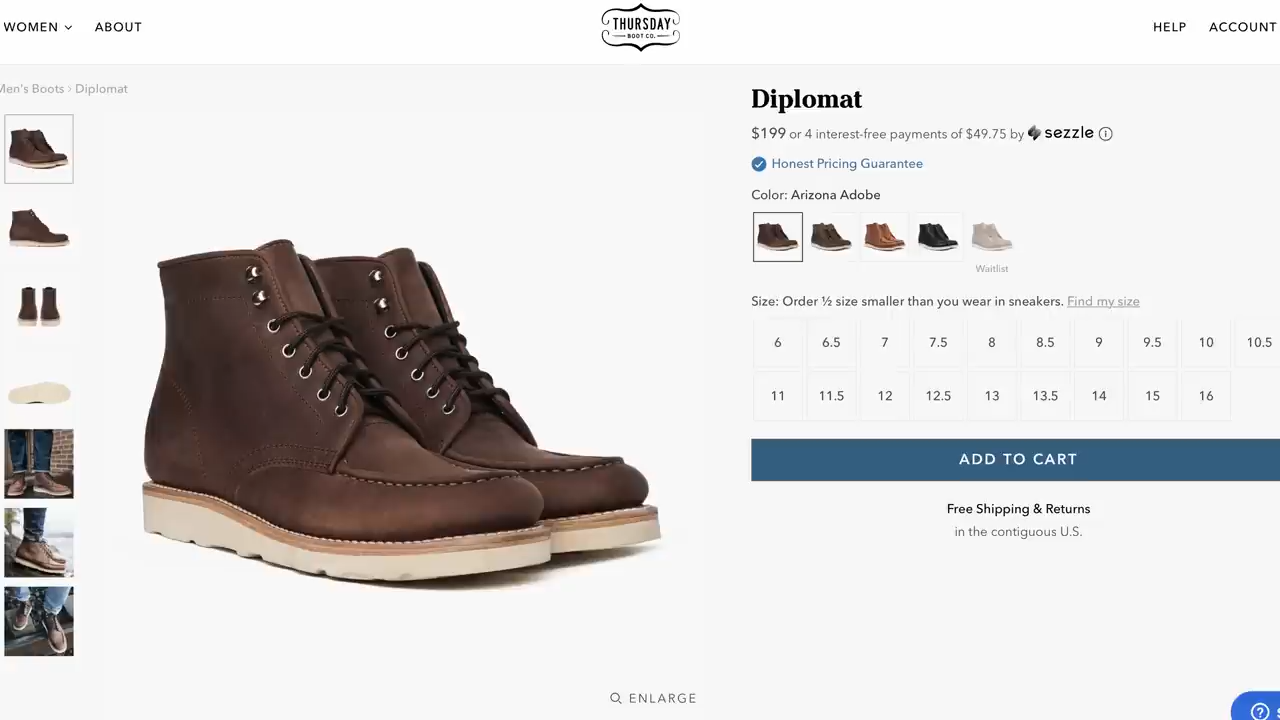 WOMEN
ABOUT
THURSDAY
BOOT CO.
HELP
ACCOUNT
Men's Boots › Diplomat
Diplomat
$199 or 4 interest-free payments of $49.75 by sezzle
Honest Pricing Guarantee
Color: Arizona Adobe
Waitlist
Size: Order ½ size smaller than you wear in sneakers. Find my size
6 6.5 7 7.5 8 8.5 9 9.5 10 10.5
11 11.5 12 12.5 13 13.5 14 15 16
ADD TO CART
Free Shipping & Returns
in the contiguous U.S.
ENLARGE